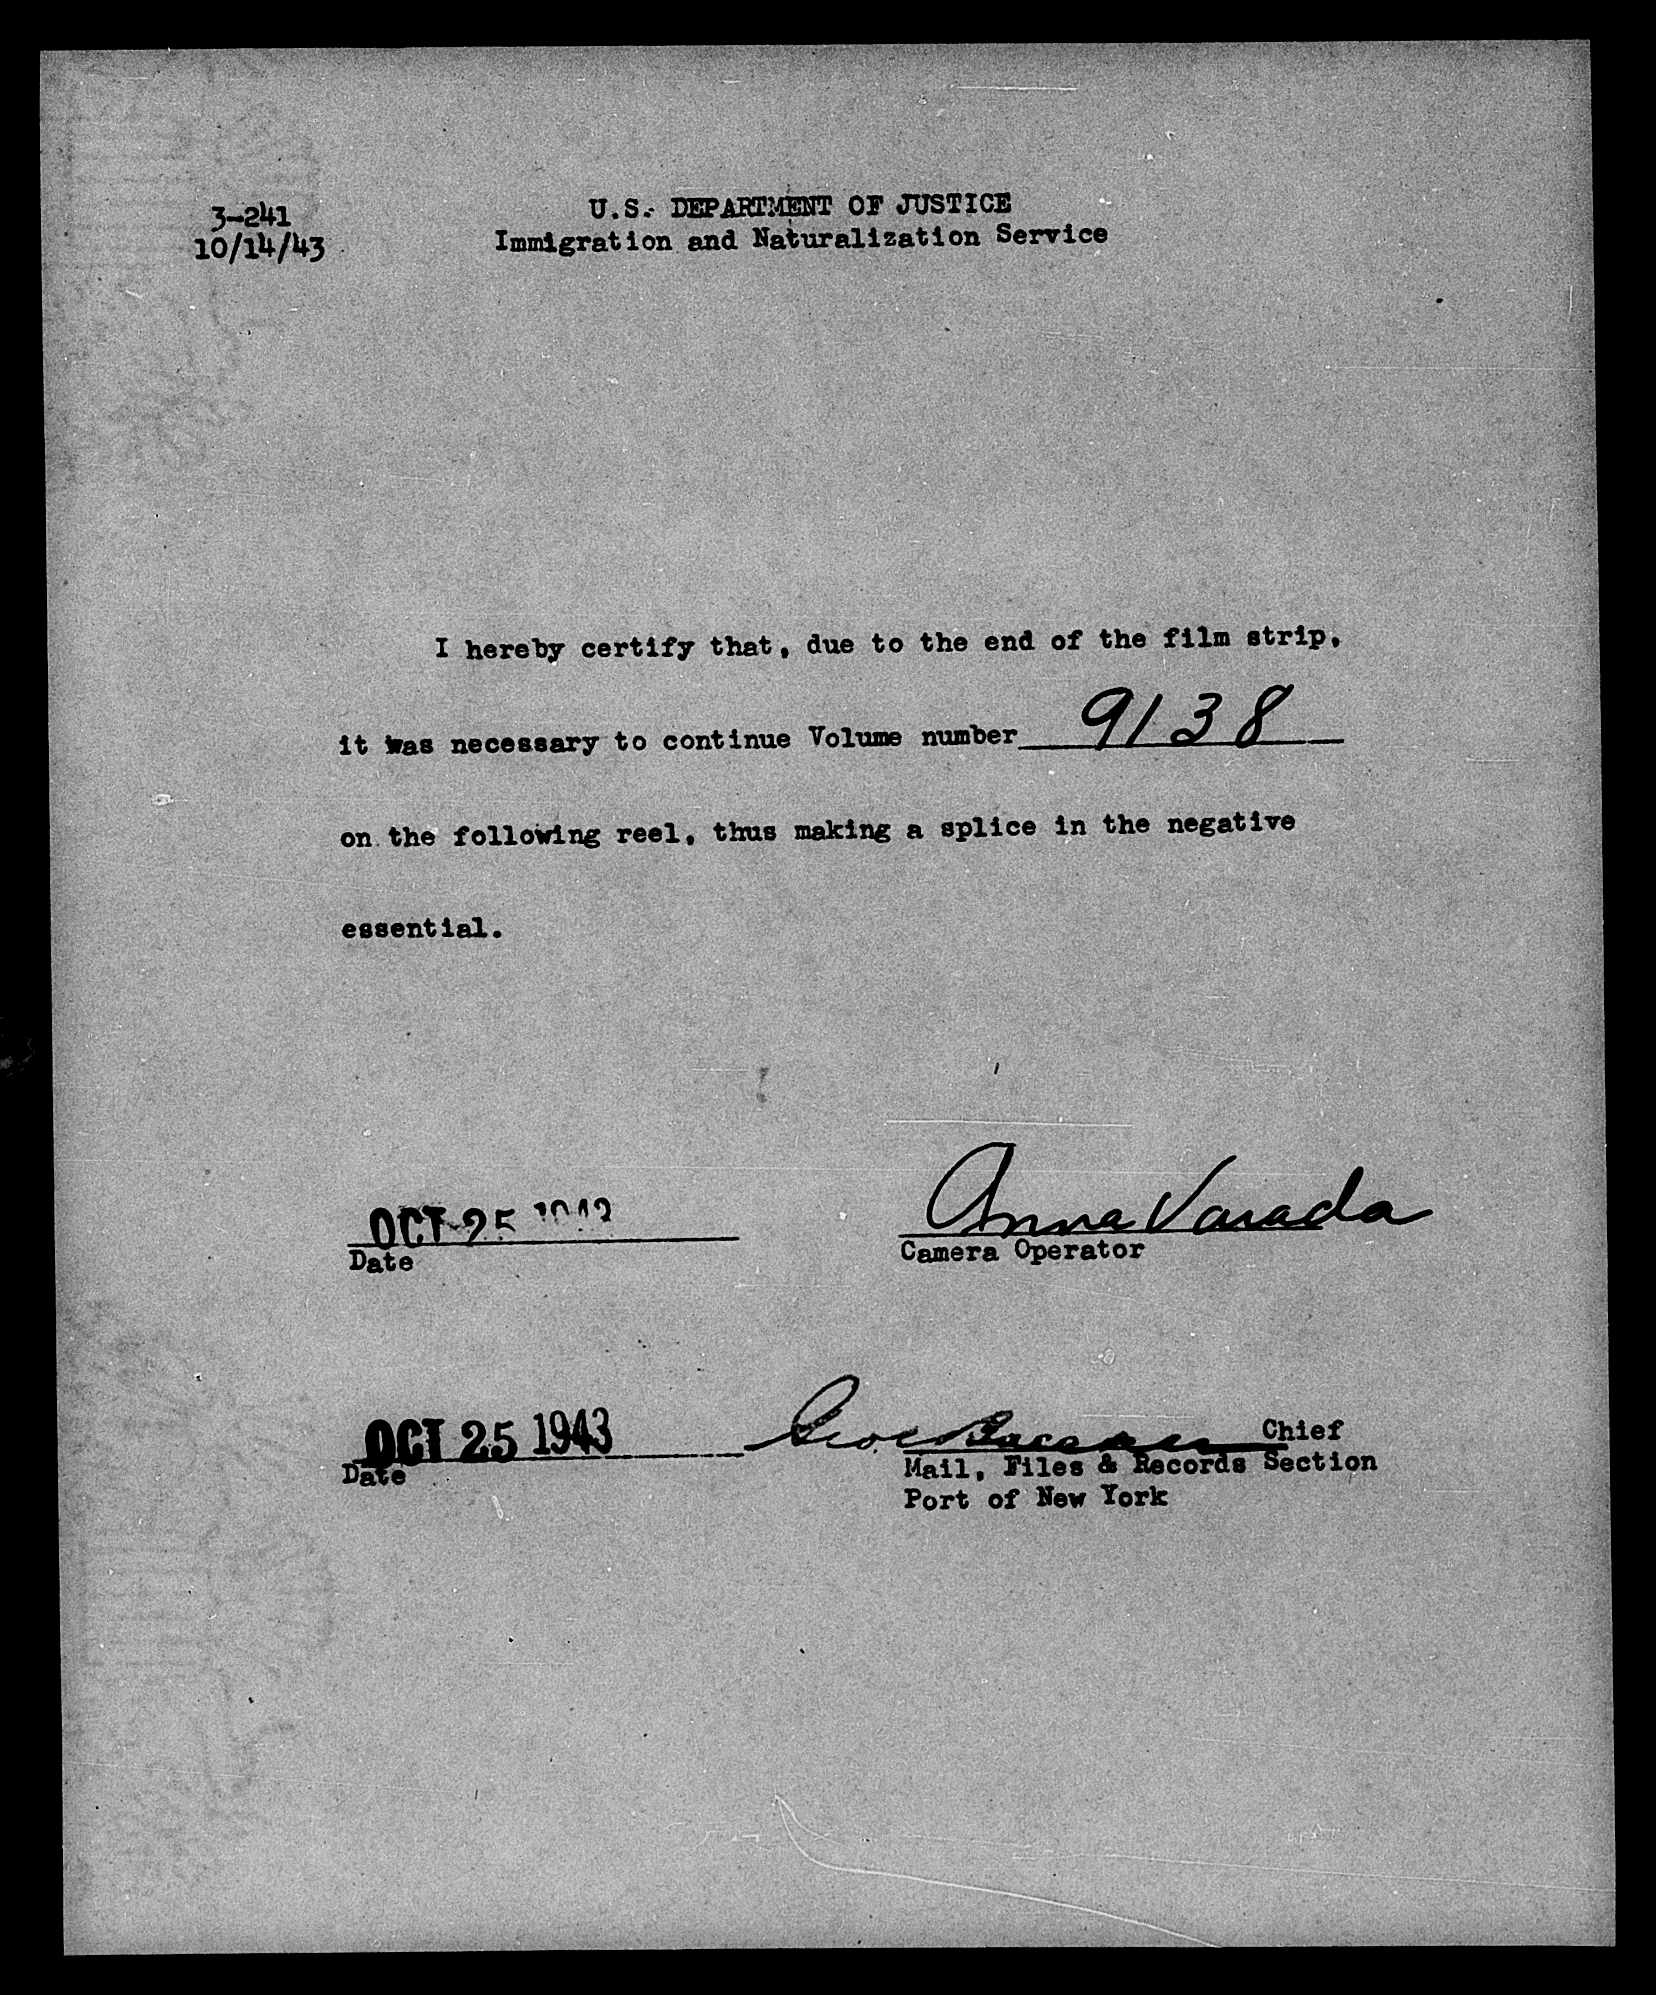 3-241
10/14/43
U.S. DEPARTMENT OF JUSTICE
Immigration and Naturalization Service
I hereby certify that, due to the end of the film strip,
it was necessary to continue Volume number 9138
on the following reel, thus making a splice in the negative
essential.
OCT 25 1943
Date
Anna Varada
Camera Operator
OCT 25 1943
Date
Chief
Mail, Files & Records Section
Port of New York